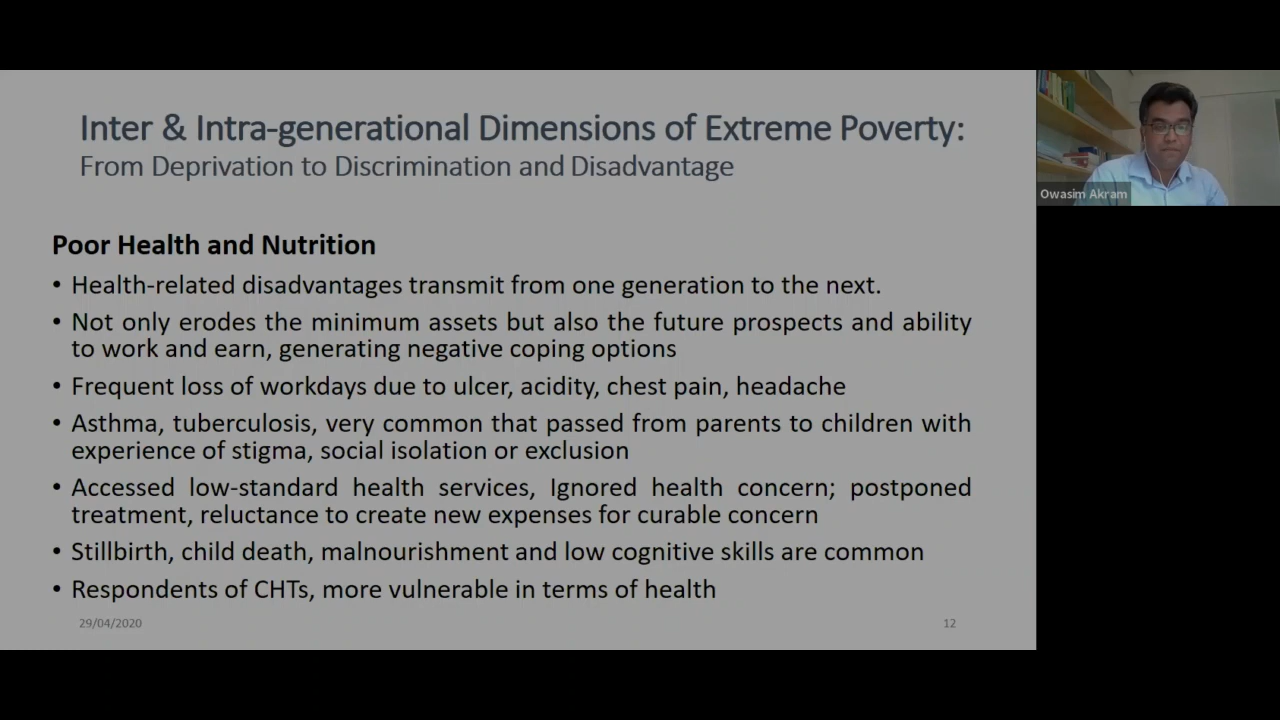 Inter & Intra-generational Dimensions of Extreme Poverty:
From Deprivation to Discrimination and Disadvantage
Owasim Akram
Poor Health and Nutrition
• Health-related disadvantages transmit from one generation to the next.
• Not only erodes the minimum assets but also the future prospects and ability
to work and earn, generating negative coping options
• Frequent loss of workdays due to ulcer, acidity, chest pain, headache
• Asthma, tuberculosis, very common that passed from parents to children with
experience of stigma, social isolation or exclusion
• Accessed low-standard health services, Ignored health concern; postponed
treatment, reluctance to create new expenses for curable concern
• Stillbirth, child death, malnourishment and low cognitive skills are common
• Respondents of CHTs, more vulnerable in terms of health
29/04/2020
12